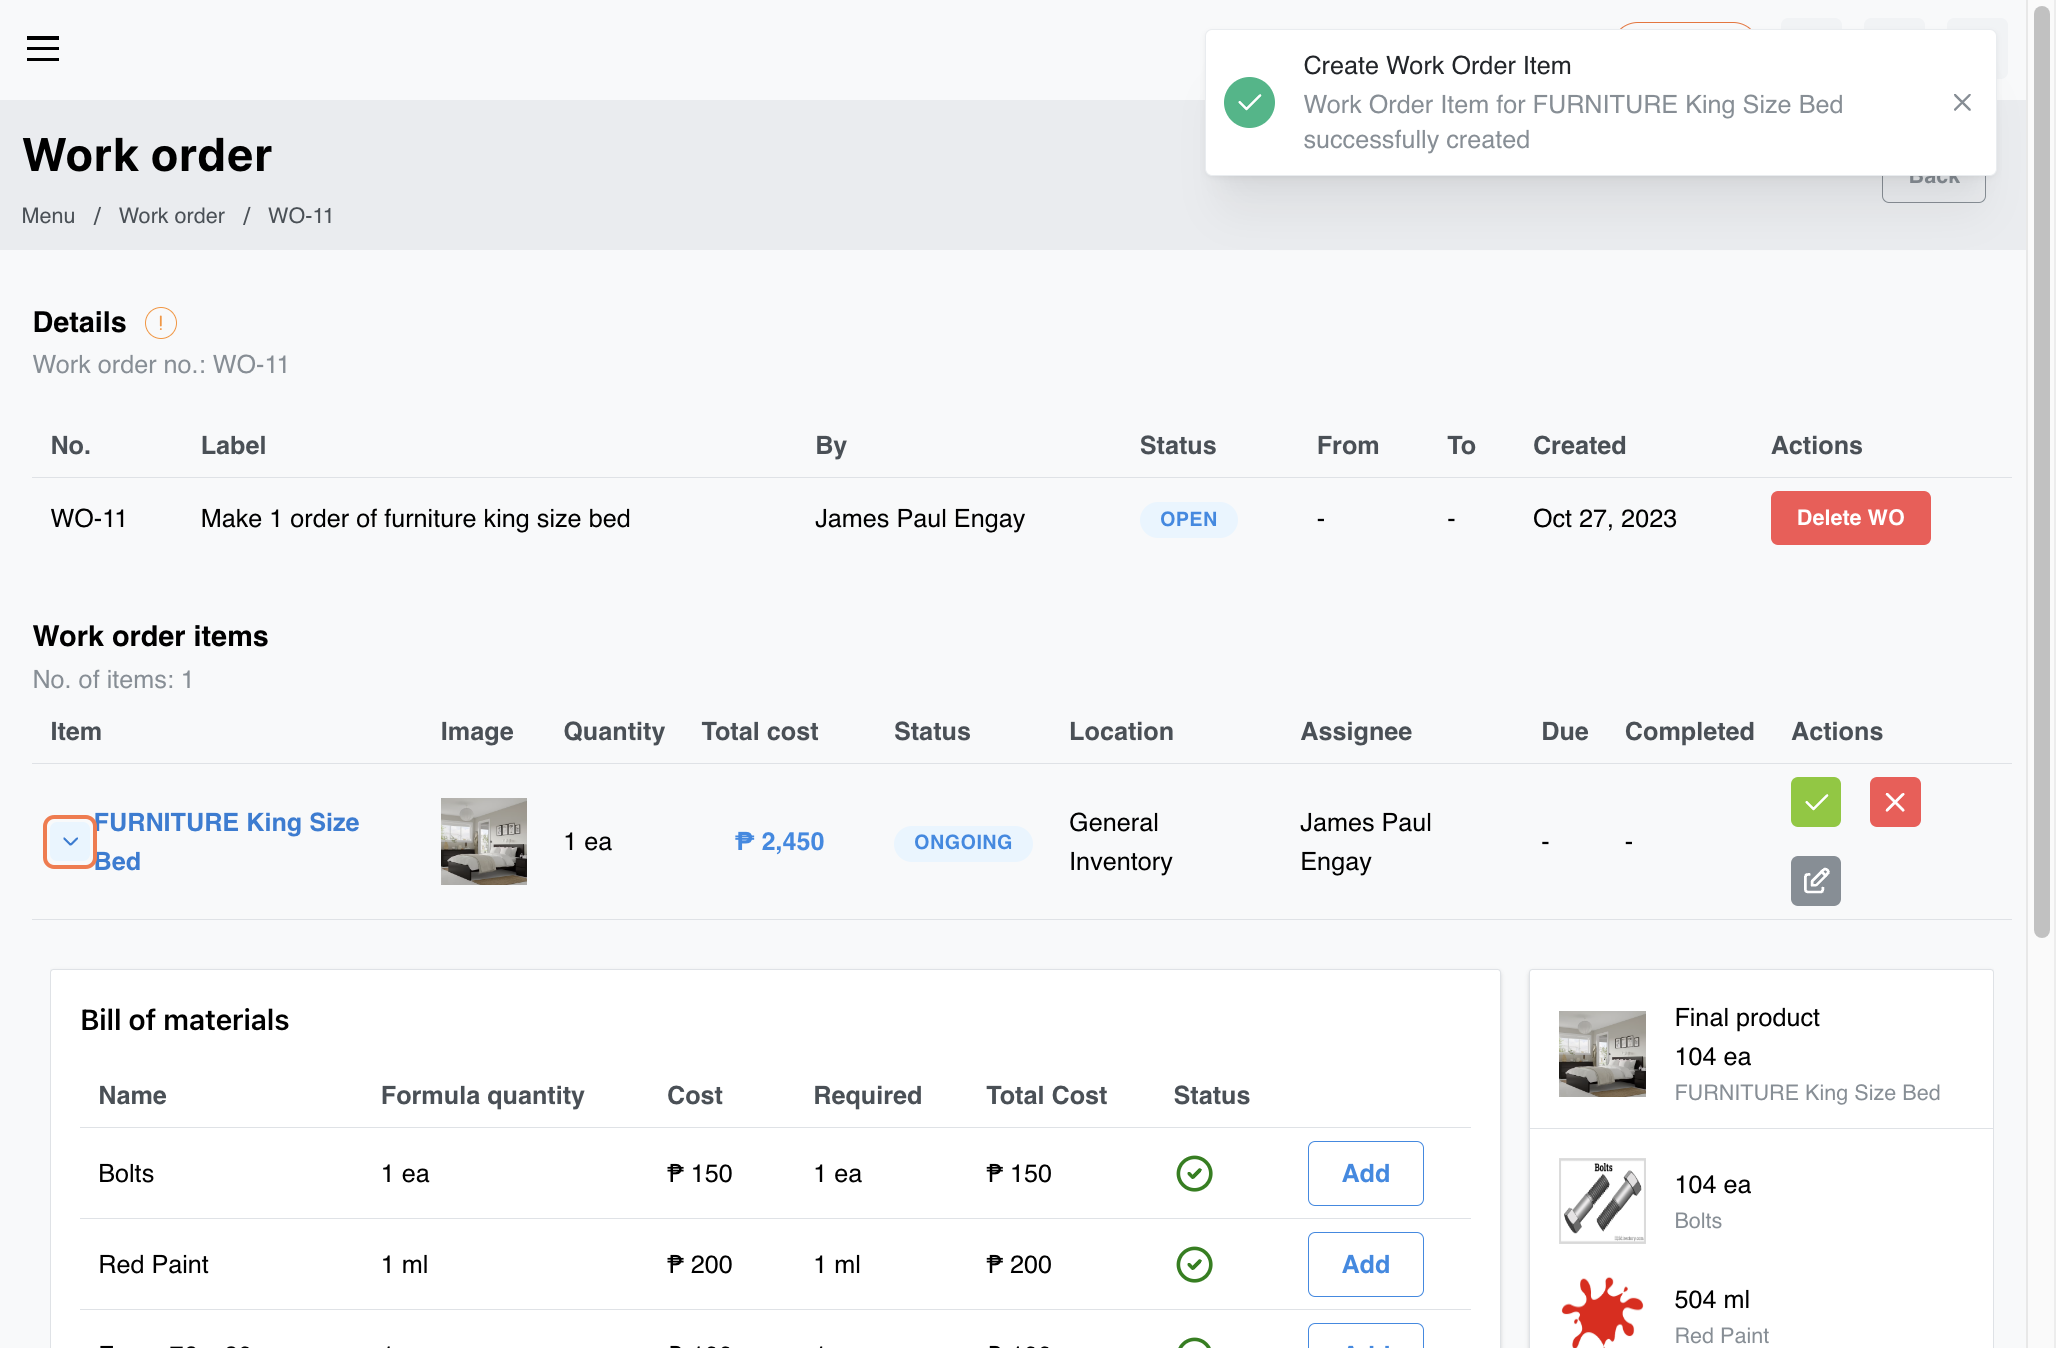 Create Work Order Item
Work Order Item for FURNITURE King Size Bed
successfully created
Work order
Back
Menu / Work order / WO-11
Details
Work order no.: WO-11
No. Label By Status From To Created Actions
WO-11 Make 1 order of furniture king size bed James Paul Engay OPEN - - Oct 27, 2023 Delete WO
Work order items
No. of items: 1
Item Image Quantity Total cost Status Location Assignee Due Completed Actions
FURNITURE King Size
Bed
1 ea ₱ 2,450 ONGOING
General
Inventory
James Paul
Engay
- -
Bill of materials
Name Formula quantity Cost Required Total Cost Status
Bolts 1 ea ₱ 150 1 ea ₱ 150 Add
Red Paint 1 ml ₱ 200 1 ml ₱ 200 Add
Final product
104 ea
FURNITURE King Size Bed
Bolts
104 ea
Bolts
504 ml
Red Paint